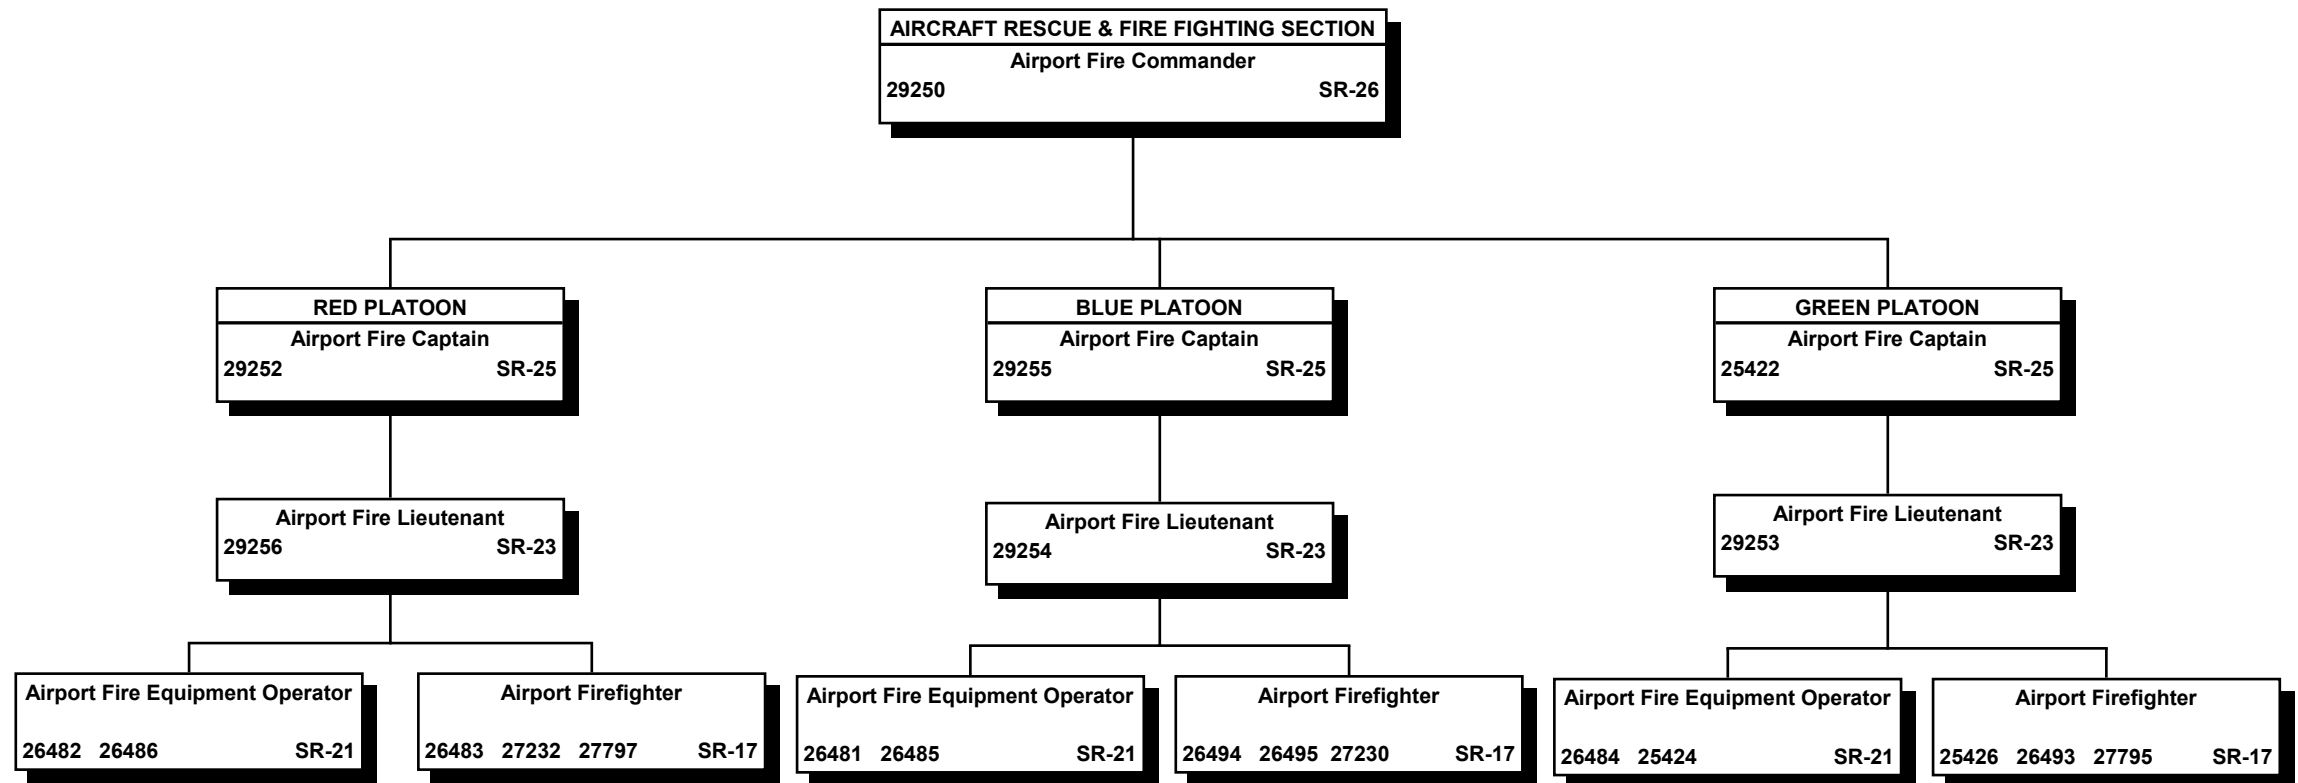 AIRCRAFT RESCUE & FIRE FIGHTING SECTION
Airport Fire Commander
29250 SR-26
RED PLATOON
Airport Fire Captain
29252 SR-25
BLUE PLATOON
Airport Fire Captain
29255 SR-25
GREEN PLATOON
Airport Fire Captain
25422 SR-25
Airport Fire Lieutenant
29256 SR-23
Airport Fire Lieutenant
29254 SR-23
Airport Fire Lieutenant
29253 SR-23
Airport Fire Equipment Operator
26482 26486 SR-21
Airport Firefighter
26483 27232 27797 SR-17
Airport Fire Equipment Operator
26481 26485 SR-21
Airport Firefighter
26494 26495 27230 SR-17
Airport Fire Equipment Operator
26484 25424 SR-21
Airport Firefighter
25426 26493 27795 SR-17